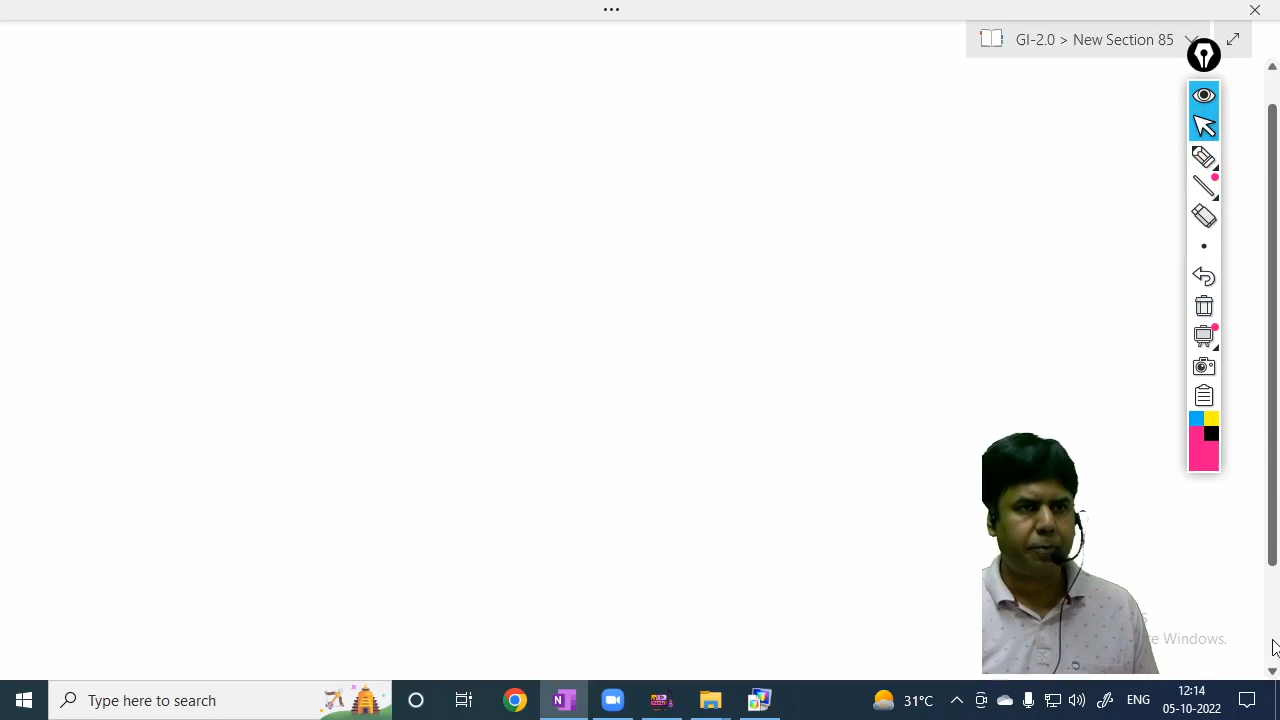 GI-2.0 > New Section 85
Windows.
Type here to search
31°C
ENG
12:14
05-10-2022